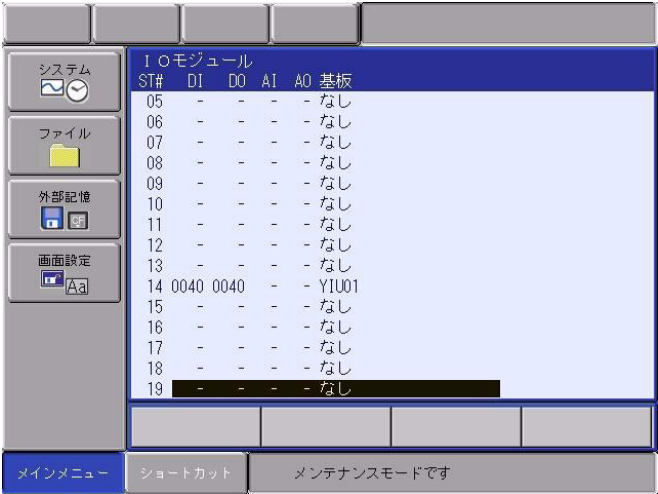 システム
ファイル
外部記憶
CF
画面設定
Aa
IOモジュール
ST# DI DO AI AO 基板
05 - - - - なし
06 - - - - なし
07 - - - - なし
08 - - - - なし
09 - - - - なし
10 - - - - なし
11 - - - - なし
12 - - - - なし
13 - - - - なし
14 0040 0040 - - YIU01
15 - - - - なし
16 - - - - なし
17 - - - - なし
18 - - - - なし
19 - - - - なし
メインメニュー ショートカット メンテナンスモードです